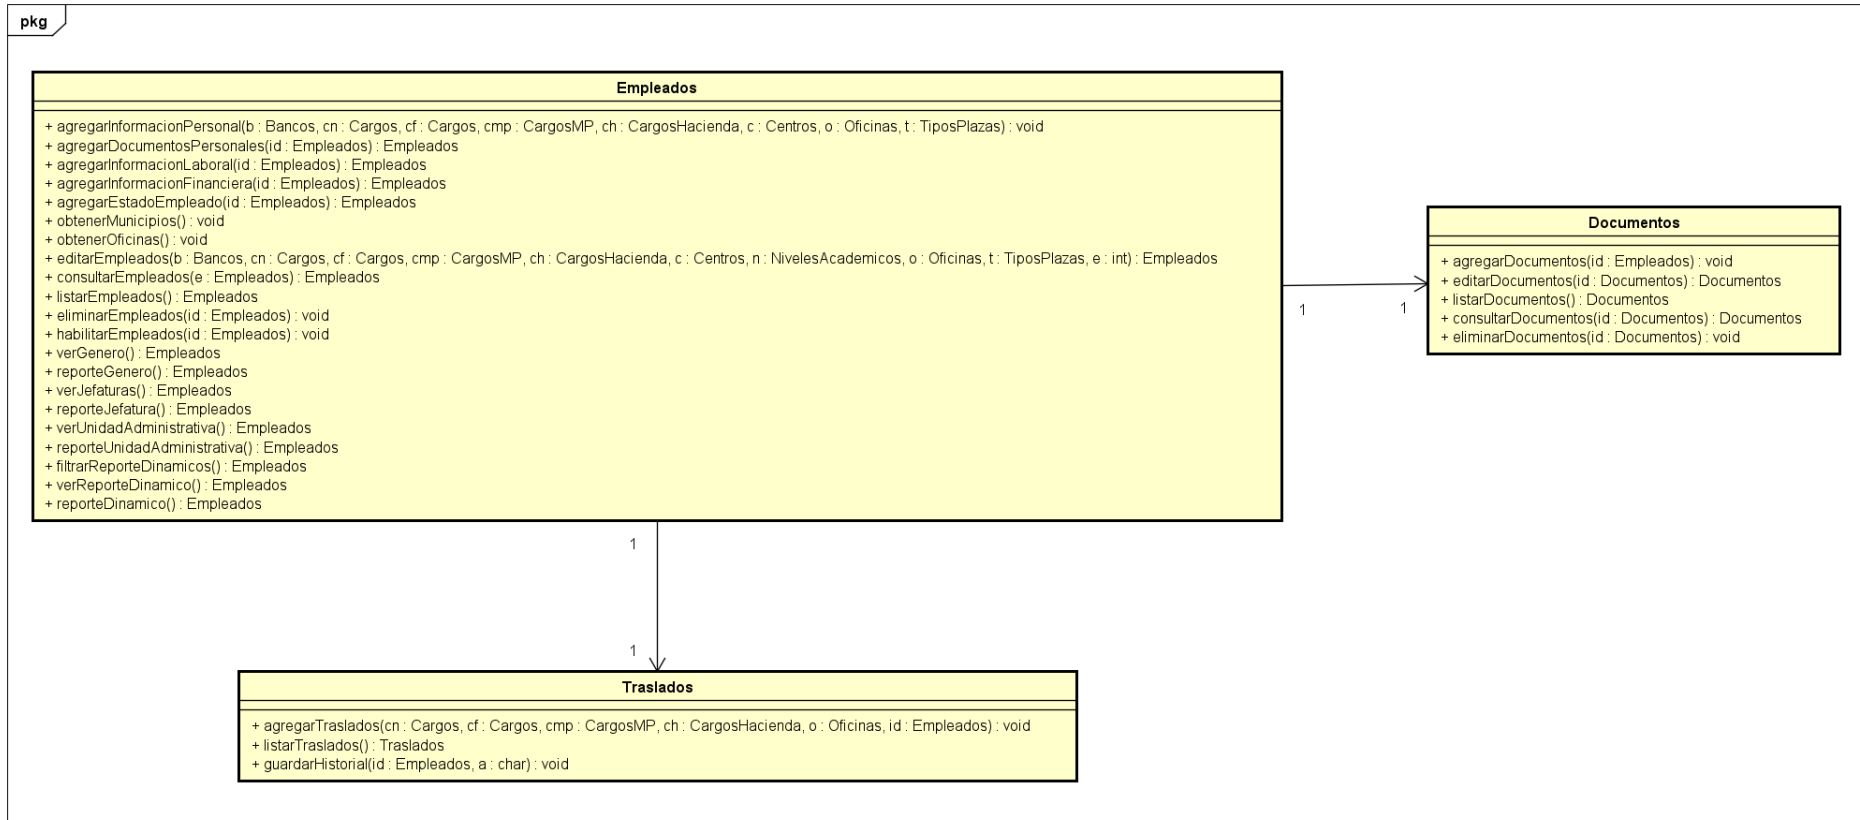 pkg
Empleados
+ agregarInformacionPersonal(b : Bancos, cn : Cargos, cf : Cargos, cmp : CargosMP, ch : CargosHacienda, c : Centros, o : Oficinas, t : TiposPlazas) : void
+ agregarDocumentosPersonales(id : Empleados) : Empleados
+ agregarInformacionLaboral(id : Empleados) : Empleados
+ agregarInformacionFinanciera(id : Empleados) : Empleados
+ agregarEstadoEmpleado(id : Empleados) : Empleados
+ obtenerMunicipios() : void
+ obtenerOficinas() : void
+ editarEmpleados(b : Bancos, cn : Cargos, cf : Cargos, cmp : CargosMP, ch : CargosHacienda, c : Centros, n : NivelesAcademicos, o : Oficinas, t : TiposPlazas, e : int) : Empleados
+ consultarEmpleados(e : Empleados) : Empleados
+ listarEmpleados() : Empleados
+ eliminarEmpleados(id : Empleados) : void
+ habilitarEmpleados(id : Empleados) : void
+ verGenero() : Empleados
+ reporteGenero() : Empleados
+ verJefaturas() : Empleados
+ reporteJefatura() : Empleados
+ verUnidadAdministrativa() : Empleados
+ reporteUnidadAdministrativa() : Empleados
+ filtrarReporteDinamicos() : Empleados
+ verReporteDinamico() : Empleados
+ reporteDinamico() : Empleados
1
1
Documentos
+ agregarDocumentos(id : Empleados) : void
+ editarDocumentos(id : Documentos) : Documentos
+ listarDocumentos() : Documentos
+ consultarDocumentos(id : Documentos) : Documentos
+ eliminarDocumentos(id : Documentos) : void
1
1
Traslados
+ agregarTraslados(cn : Cargos, cf : Cargos, cmp : CargosMP, ch : CargosHacienda, o : Oficinas, id : Empleados) : void
+ listarTraslados() : Traslados
+ guardarHistorial(id : Empleados, a : char) : void